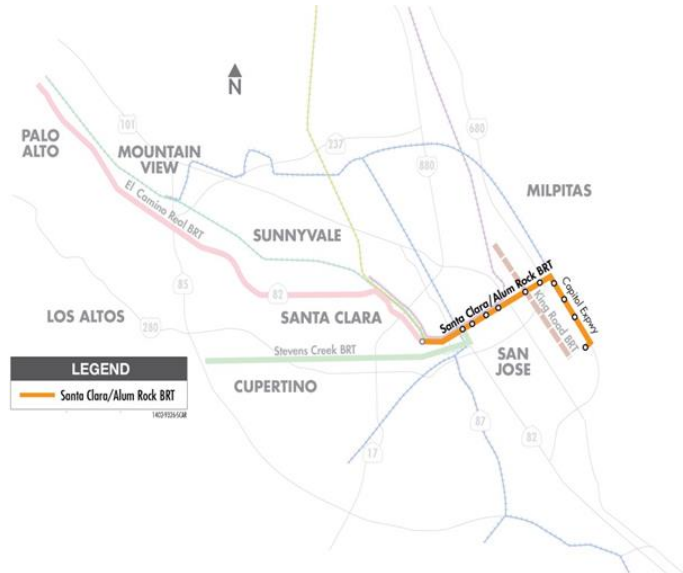 N
PALO
ALTO
101
MOUNTAIN
VIEW
237
680
880
MILPITAS
El Camino Real BRT
SUNNYVALE
85
82
Santa Clara/Alum Rock BRT
Capitol Expwy
King Road BRT
LOS ALTOS
280
SANTA CLARA
Stevens Creek BRT
SAN
JOSE
CUPERTINO
LEGEND
Santa Clara/Alum Rock BRT
87
82
17